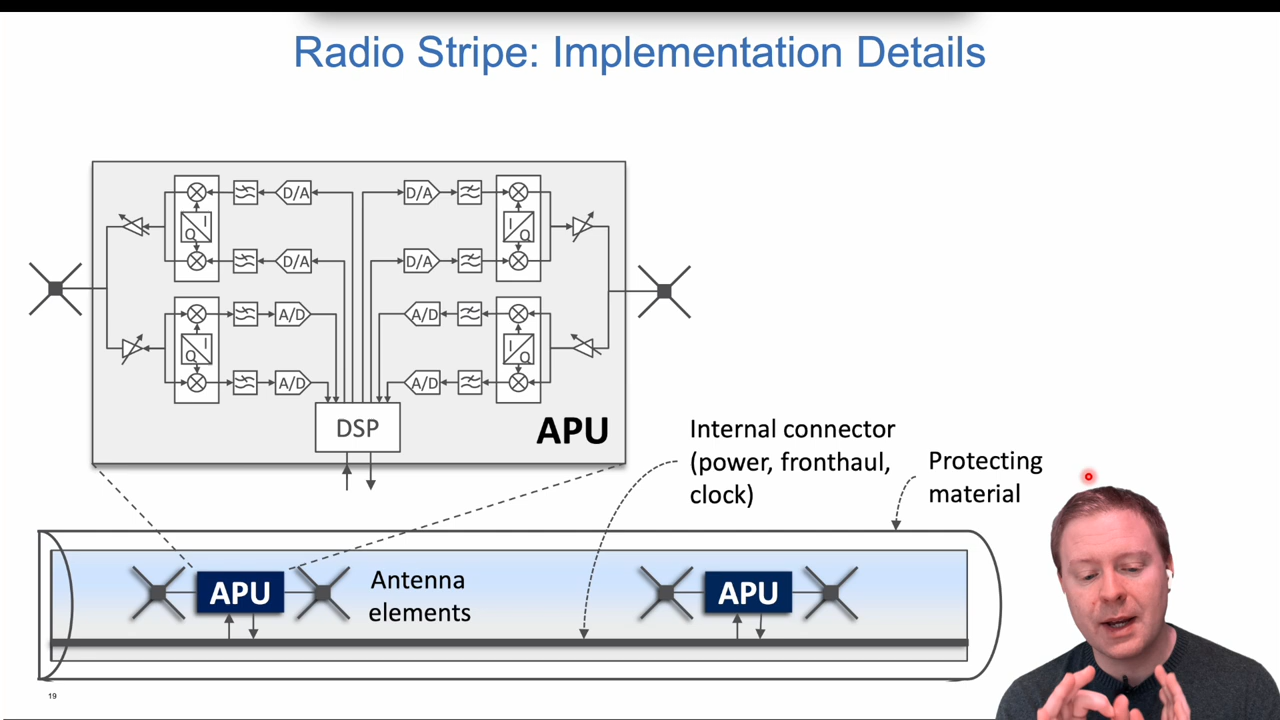 Radio Stripe: Implementation Details
D/A
D/A
I
Q
I
Q
D/A
D/A
A/D
A/D
I
Q
I
Q
A/D
A/D
DSP
APU
Internal connector
(power, fronthaul,
clock)
Protecting
material
APU
Antenna
elements
APU
19